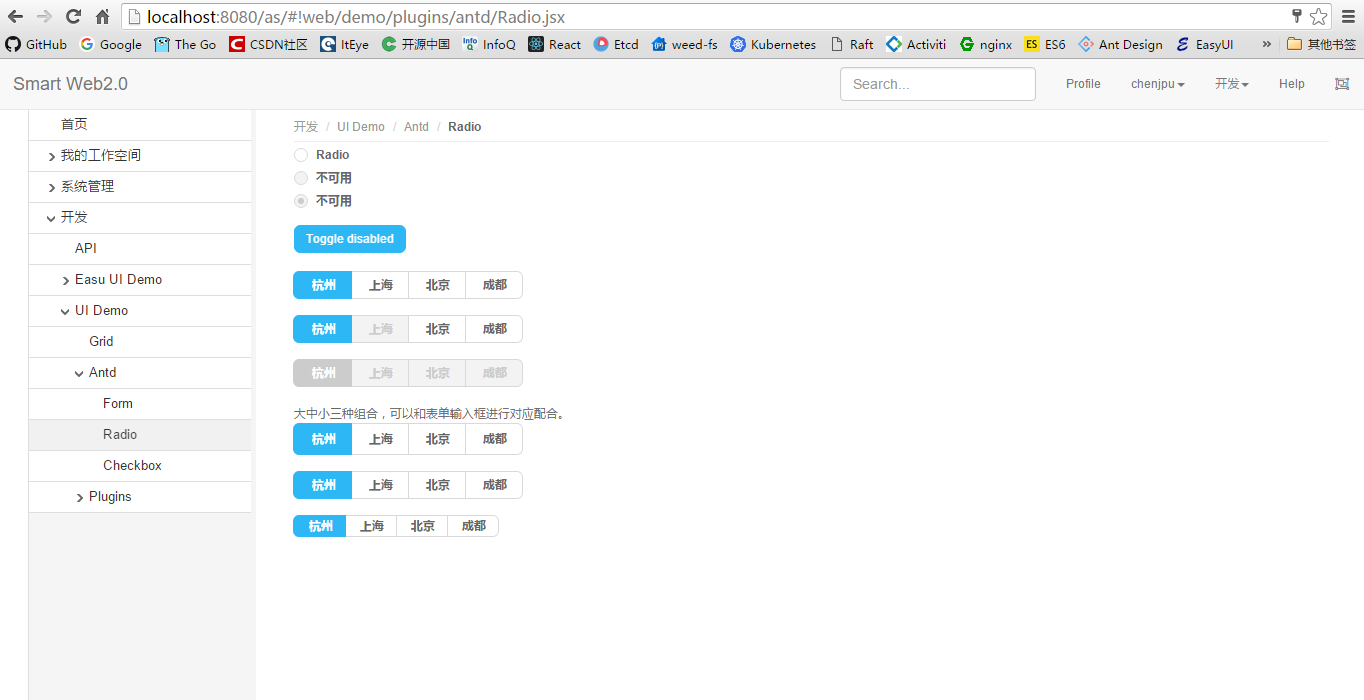 localhost:8080/as/#!web/demo/plugins/antd/Radio.jsx
GitHub Google The Go CSDN社区 ItEye 开源中国 InfoQ React Etcd weed-fs Kubernetes Raft Activiti nginx ES6 Ant Design EasyUI » 其他书签
Smart Web2.0 Search... Profile chenjpu 开发 Help
首页
我的工作空间
系统管理
开发
API
Easu UI Demo
UI Demo
Grid
Antd
Form
Radio
Checkbox
Plugins
开发 / UI Demo / Antd / Radio
Radio
不可用
不可用
Toggle disabled
杭州 上海 北京 成都
杭州 上海 北京 成都
杭州 上海 北京 成都
大中小三种组合，可以和表单输入框进行对应配合。
杭州 上海 北京 成都
杭州 上海 北京 成都
杭州 上海 北京 成都